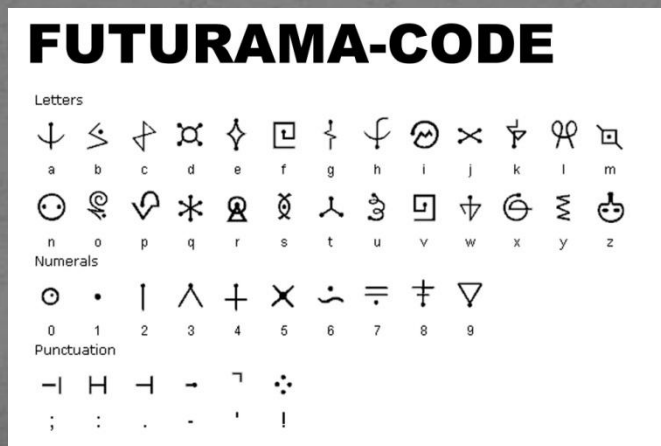 FUTURAMA-CODE
Letters
a b c d e f g h i j k l m
n o p q r s t u v w x y z
Numerals
0 1 2 3 4 5 6 7 8 9
Punctuation
; : . - ' !